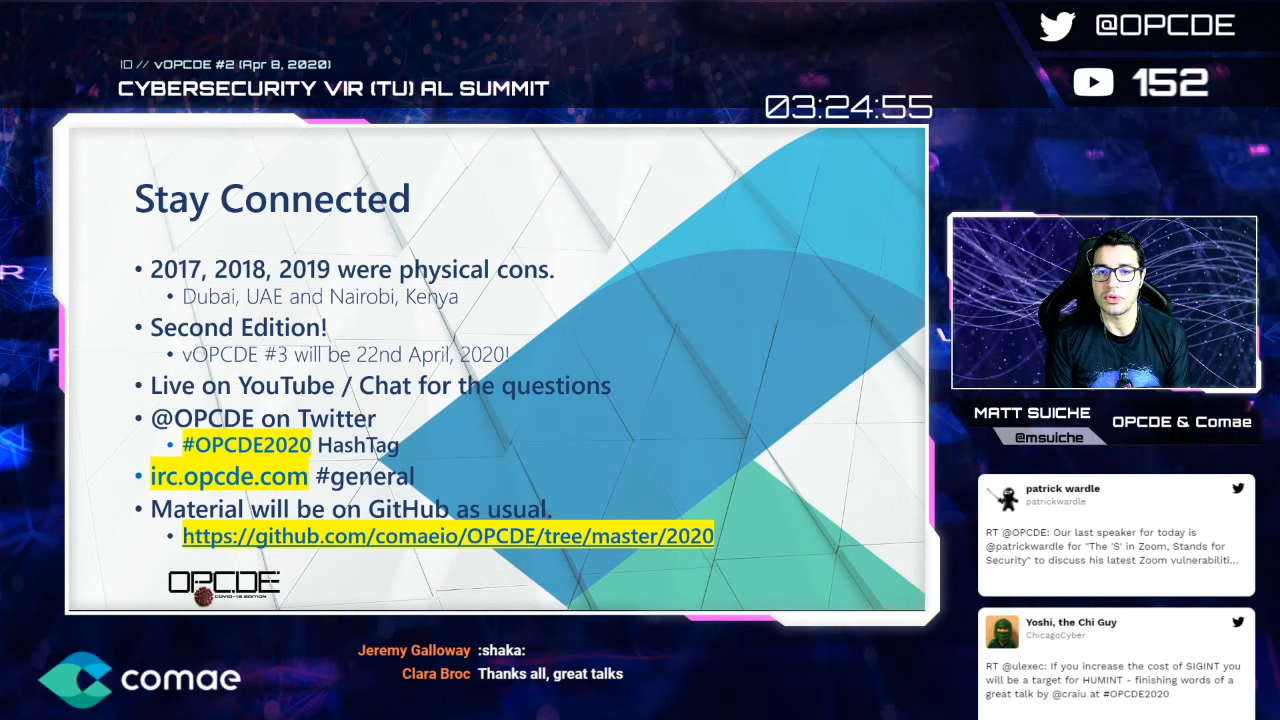 @OPCDE
ID // vOPCDE #2 (Apr 8, 2020)
CYBERSECURITY VIR (TU) AL SUMMIT
152
03:24:55
Stay Connected
• 2017, 2018, 2019 were physical cons.
• Dubai, UAE and Nairobi, Kenya
• Second Edition!
• vOPCDE #3 will be 22nd April, 2020!
• Live on YouTube / Chat for the questions
• @OPCDE on Twitter
• #OPCDE2020 HashTag
• irc.opcde.com #general
• Material will be on GitHub as usual.
• https://github.com/comaeio/OPCDE/tree/master/2020
OPCDE
COVID-19 EDITION
MATT SUICHE
@msuiche
OPCDE & Comae
patrick wardle
patrickwardle
RT @OPCDE: Our last speaker for today is
@patrickwardle for "The 'S' in Zoom, Stands for
Security" to discuss his latest Zoom vulnerabiliti...
Yoshi, the Chi Guy
ChicagoCyber
RT @ulexec: If you increase the cost of SIGINT you
will be a target for HUMINT - finishing words of a
great talk by @craiu at #OPCDE2020
Jeremy Galloway :shaka:
Clara Broc Thanks all, great talks
comae